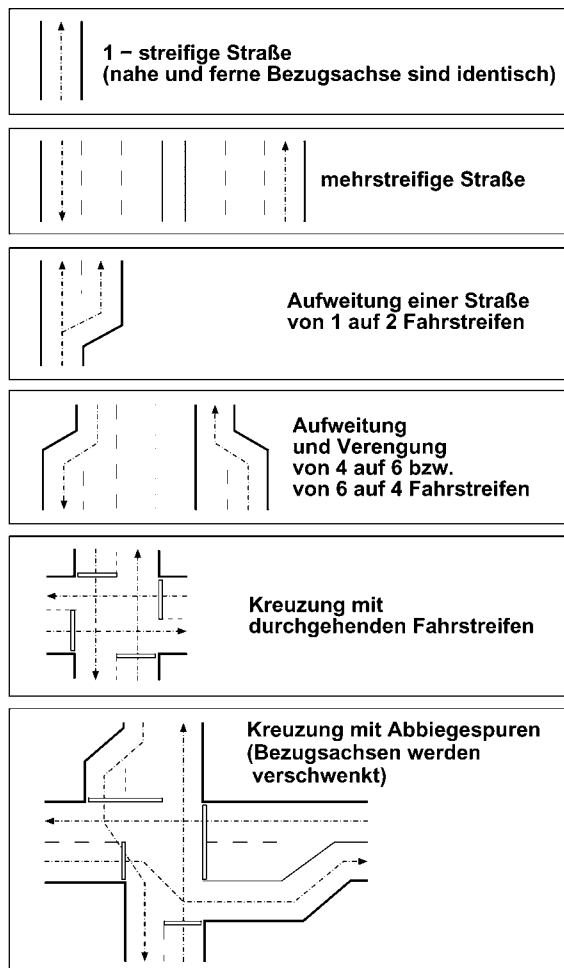 1 – streifige Straße
(nahe und ferne Bezugsachse sind identisch)
mehrstreifige Straße
Aufweitung einer Straße
von 1 auf 2 Fahrstreifen
Aufweitung
und Verengung
von 4 auf 6 bzw.
von 6 auf 4 Fahrstreifen
Kreuzung mit
durchgehenden Fahrstreifen
Kreuzung mit Abbiegespuren
(Bezugsachsen werden
verschwenkt)